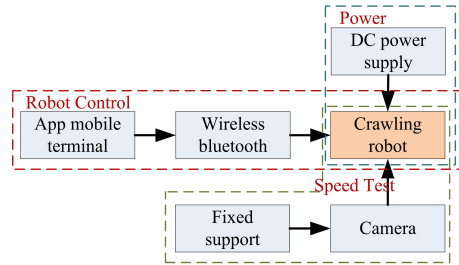 Power
DC power
supply
Robot Control
App mobile
terminal
Wireless
bluetooth
Crawling
robot
Speed Test
Fixed
support
Camera